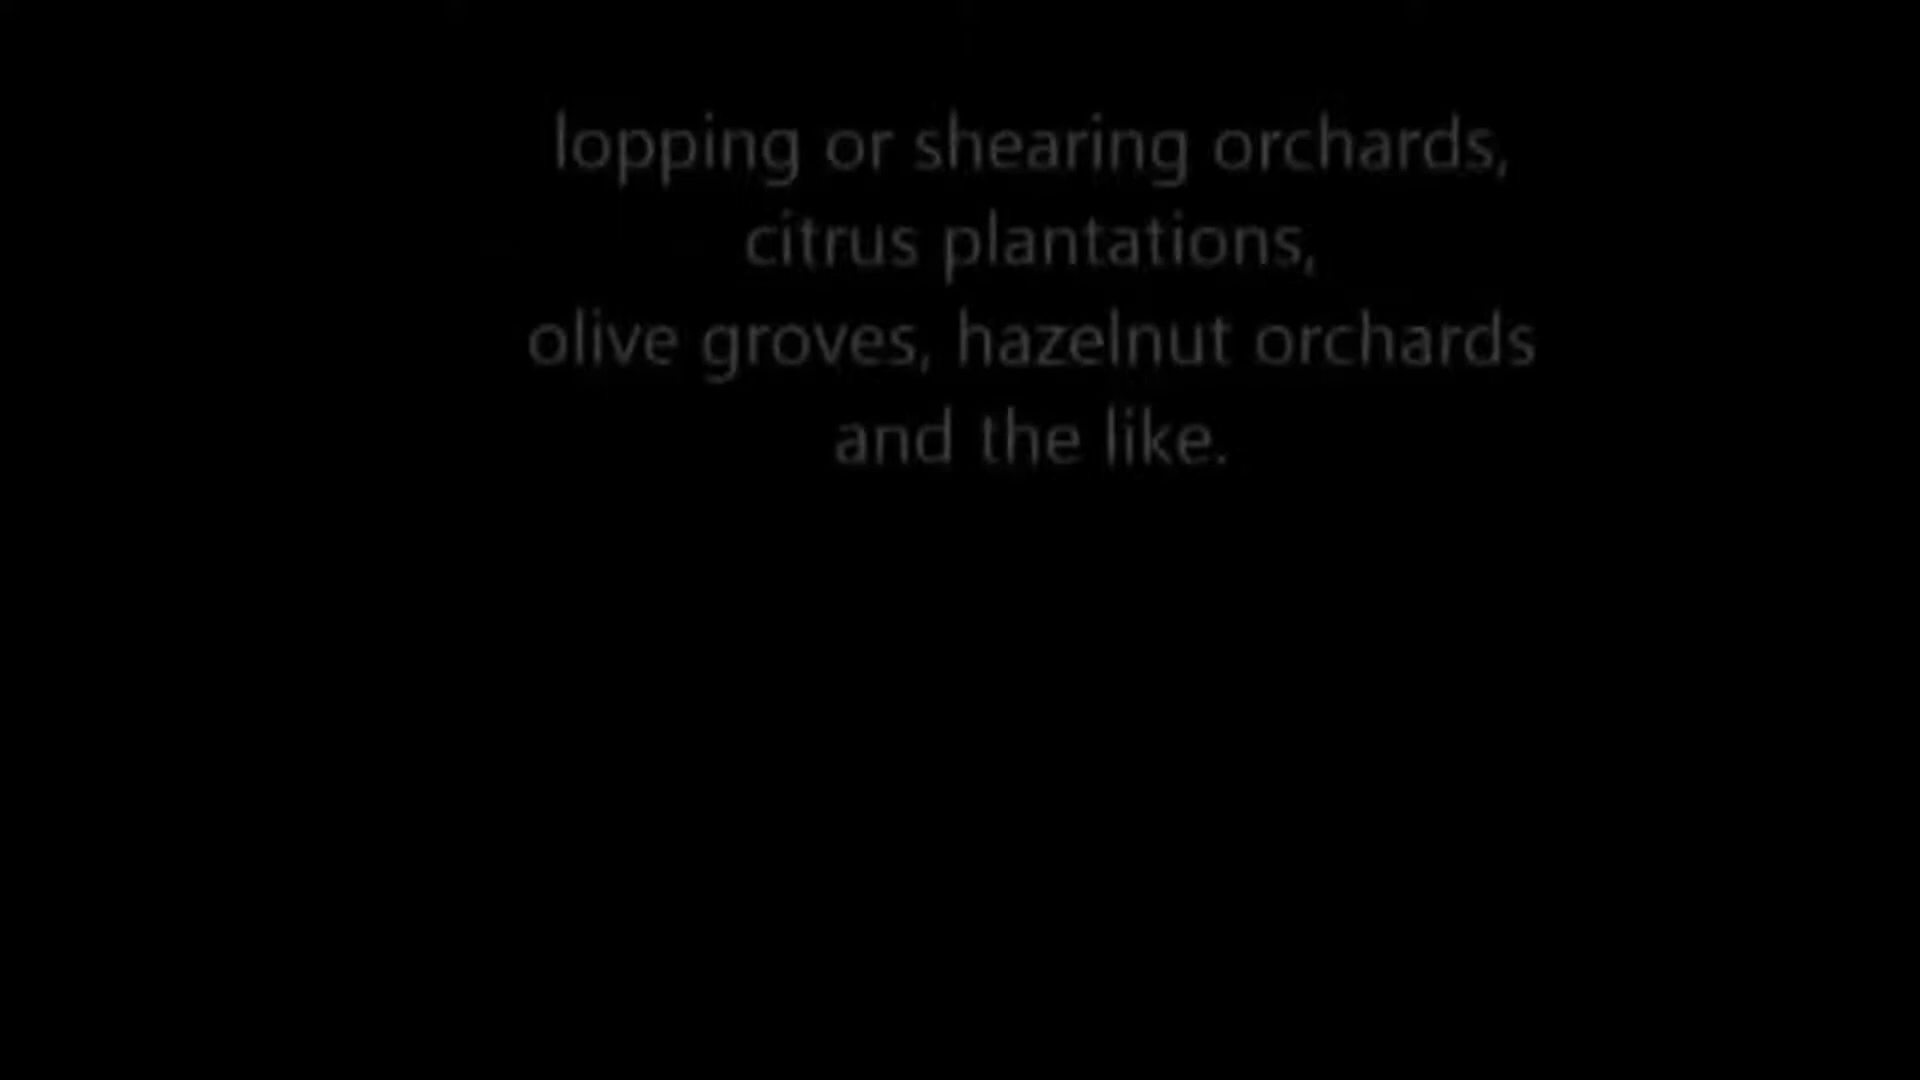 lopping or shearing orchards,
citrus plantations,
olive groves, hazelnut orchards
and the like.